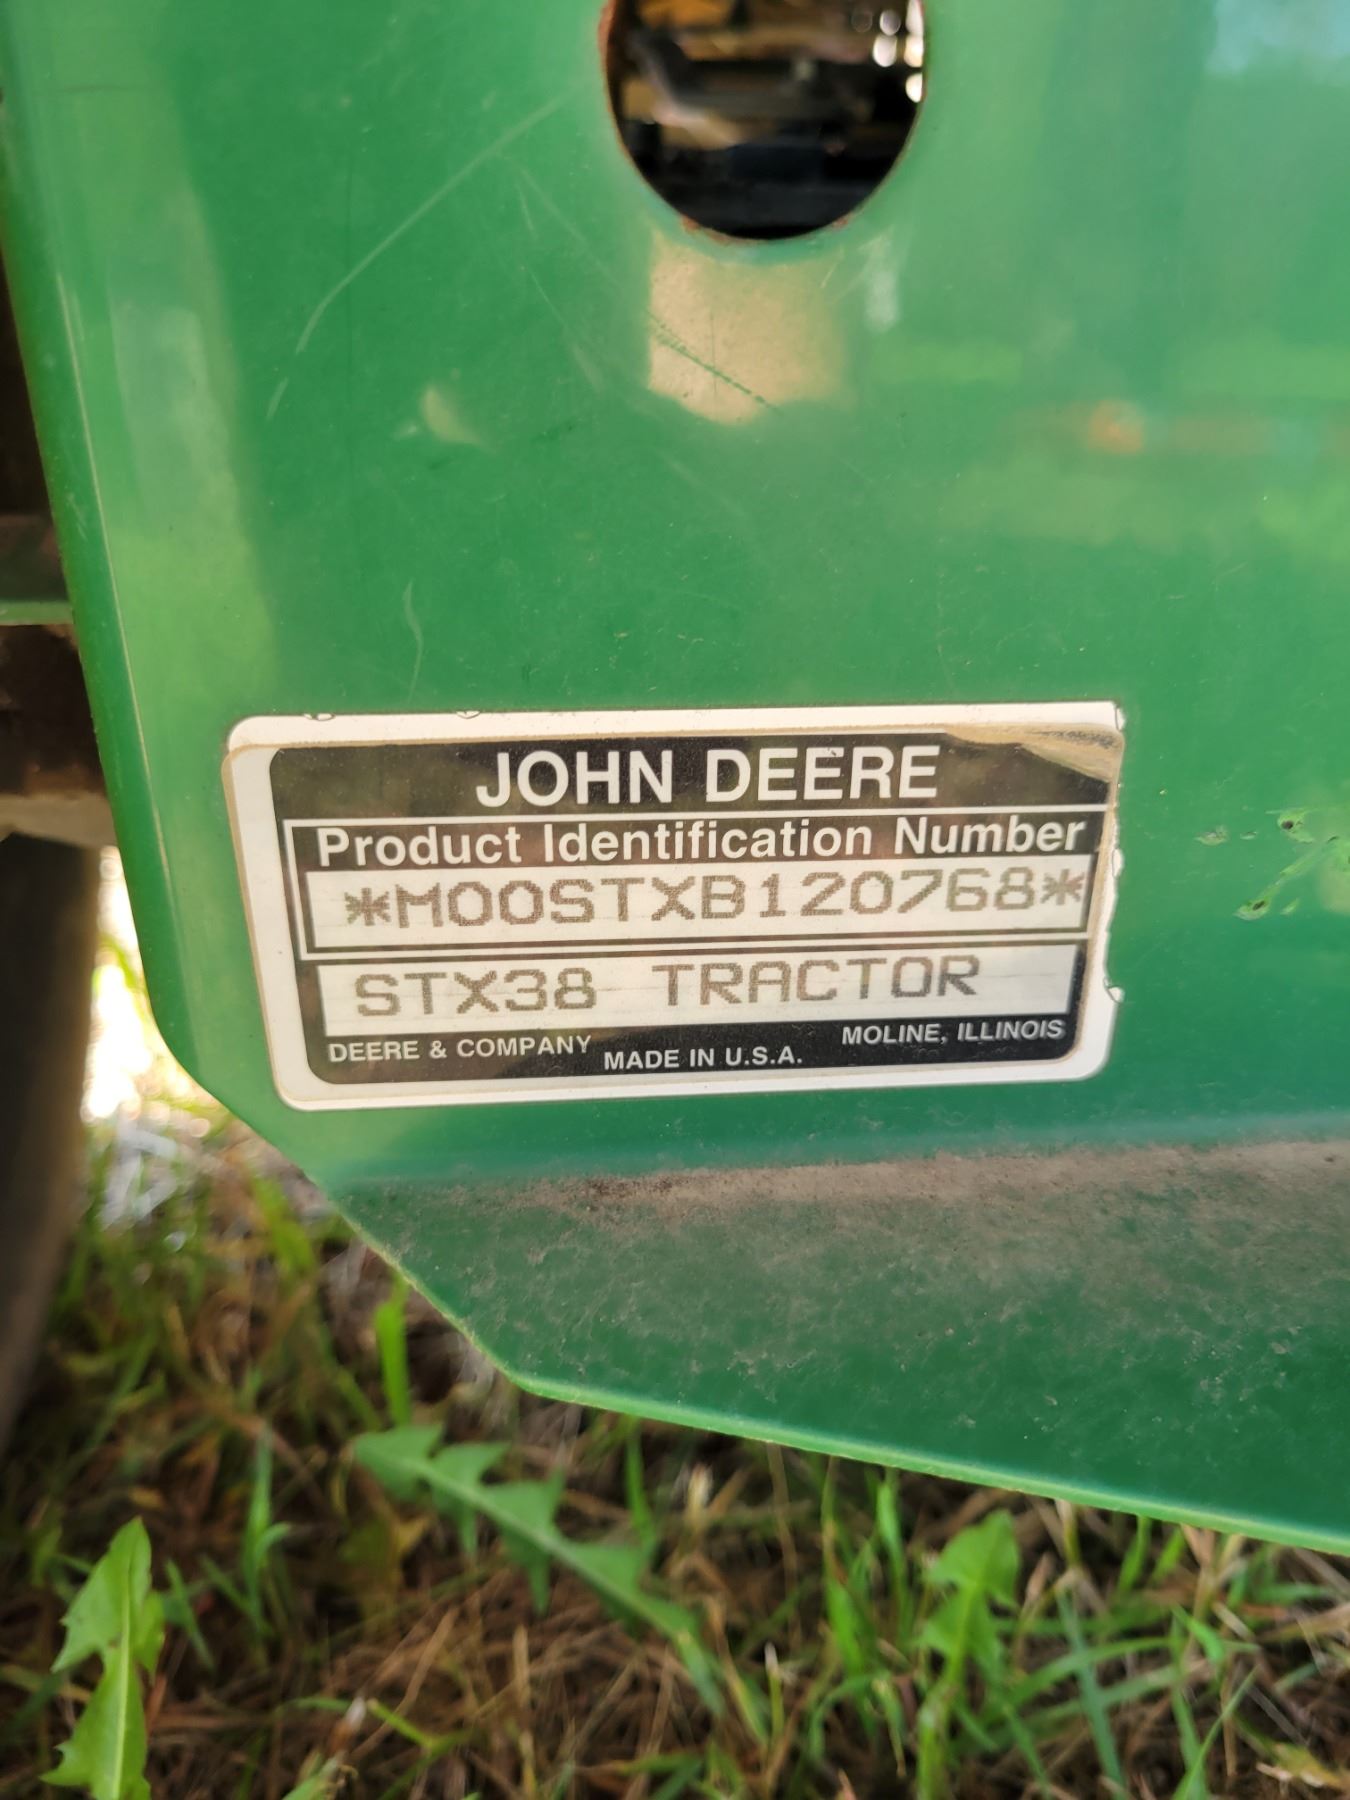 JOHN DEERE
Product Identification Number
*M00STXB120768*
STX38 TRACTOR
DEERE & COMPANY MADE IN U.S.A. MOLINE, ILLINOIS